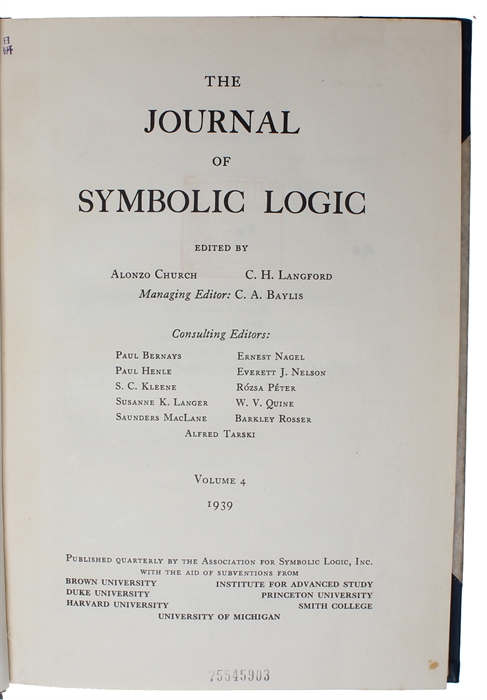 THE
JOURNAL
OF
SYMBOLIC LOGIC
EDITED BY
ALONZO CHURCH C. H. LANGFORD
Managing Editor: C. A. BAYLIS
Consulting Editors:
PAUL BERNAYS ERNEST NAGEL
PAUL HENLE EVERETT J. NELSON
S. C. KLEENE RÓZSA PÉTER
SUSANNE K. LANGER W. V. QUINE
SAUNDERS MACLANE BARKLEY ROSSER
ALFRED TARSKI
VOLUME 4
1939
PUBLISHED QUARTERLY BY THE ASSOCIATION FOR SYMBOLIC LOGIC, INC.
WITH THE AID OF SUBVENTIONS FROM
BROWN UNIVERSITY INSTITUTE FOR ADVANCED STUDY
DUKE UNIVERSITY PRINCETON UNIVERSITY
HARVARD UNIVERSITY SMITH COLLEGE
UNIVERSITY OF MICHIGAN
75545903